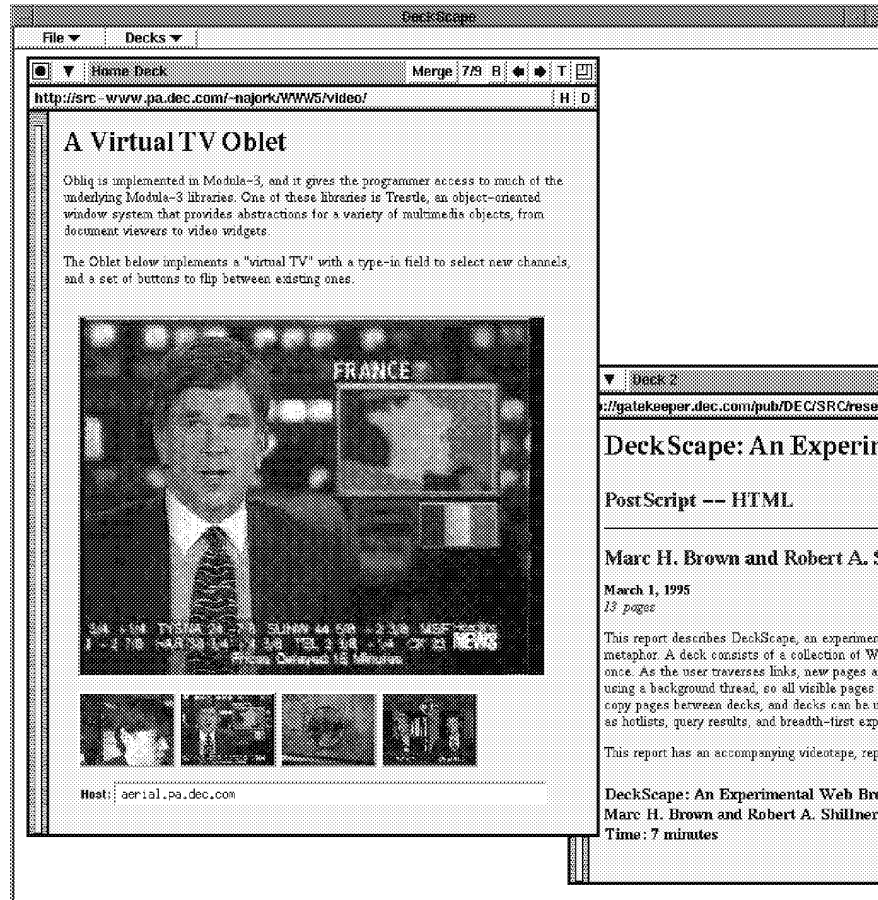 DeckScape
File Decks
Home Deck Merge 7/9 B T
http://src-www.pa.dec.com/~najork/WWW5/video/ H D
A Virtual TV Oblet
Obliq is implemented in Modula-3, and it gives the programmer access to much of the
underlying Modula-3 libraries. One of these libraries is Trestle, an object-oriented
window system that provides abstractions for a variety of multimedia objects, from
document viewers to video widgets.
The Oblet below implements a "virtual TV" with a type-in field to select new channels,
and a set of buttons to flip between existing ones.
FRANCE
NEWS
Prices Delayed 15 Minutes
Host: aerial.pa.dec.com
Deck 2
://gatekeeper.dec.com/pub/DEC/SRC/rese
DeckScape: An Experim
PostScript -- HTML
Marc H. Brown and Robert A. S
March 1, 1995
13 pages
This report describes DeckScape, an experimen
metaphor. A deck consists of a collection of W
once. As the user traverses links, new pages a
using a background thread, so all visible pages
copy pages between decks, and decks can be u
as hotlists, query results, and breadth-first exp
This report has an accompanying videotape, rep
DeckScape: An Experimental Web Bro
Marc H. Brown and Robert A. Shillner
Time: 7 minutes